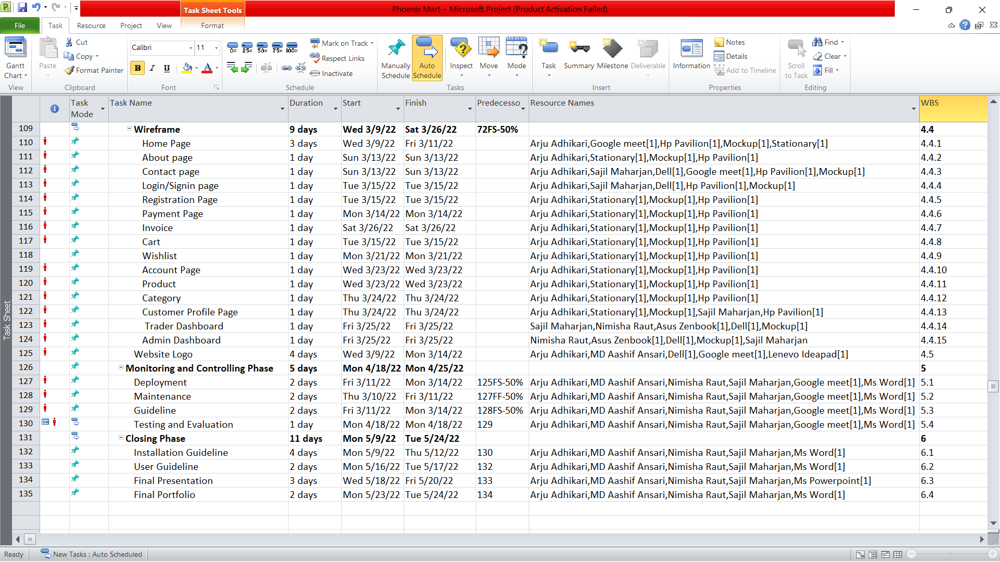 Task Sheet Tools
Phoenix Mart - Microsoft Project (Product Activation Failed)
File Task Resource Project View Format
Gantt Chart
View
Paste
Cut
Copy
Format Painter
Clipboard
Calibri 11
B I U A
Font
0% 25% 50% 75% 100%
Mark on Track
Respect Links
Inactivate
Schedule
Manually Schedule
Auto Schedule
Inspect
Move
Mode
Tasks
Task
Summary
Milestone
Deliverable
Insert
Information
Notes
Details
Add to Timeline
Properties
Scroll to Task
Find
Clear
Fill
Editing
Task Mode Task Name Duration Start Finish Predecesso Resource Names WBS
109 Wireframe 9 days Wed 3/9/22 Sat 3/26/22 72FS-50% 4.4
110 Home Page 3 days Wed 3/9/22 Fri 3/11/22 Arju Adhikari,Google meet[1],Hp Pavilion[1],Mockup[1],Stationary[1] 4.4.1
111 About page 1 day Sun 3/13/22 Sun 3/13/22 Arju Adhikari,Stationary[1],Mockup[1],Hp Pavilion[1] 4.4.2
112 Contact page 1 day Sun 3/13/22 Sun 3/13/22 Arju Adhikari,Sajil Maharjan,Dell[1],Google meet[1],Hp Pavilion[1],Mockup[1] 4.4.3
113 Login/Signin page 1 day Tue 3/15/22 Tue 3/15/22 Arju Adhikari,Sajil Maharjan,Dell[1],Hp Pavilion[1],Mockup[1] 4.4.4
114 Registration Page 1 day Tue 3/15/22 Tue 3/15/22 Arju Adhikari,Stationary[1],Mockup[1],Hp Pavilion[1] 4.4.5
115 Payment Page 1 day Mon 3/14/22 Mon 3/14/22 Arju Adhikari,Stationary[1],Mockup[1],Hp Pavilion[1] 4.4.6
116 Invoice 1 day Sat 3/26/22 Sat 3/26/22 Arju Adhikari,Stationary[1],Mockup[1],Hp Pavilion[1] 4.4.7
117 Cart 1 day Tue 3/15/22 Tue 3/15/22 Arju Adhikari,Stationary[1],Mockup[1],Hp Pavilion[1] 4.4.8
118 Wishlist 1 day Mon 3/21/22 Mon 3/21/22 Arju Adhikari,Stationary[1],Mockup[1],Hp Pavilion[1] 4.4.9
119 Account Page 1 day Wed 3/23/22 Wed 3/23/22 Arju Adhikari,Stationary[1],Mockup[1],Hp Pavilion[1] 4.4.10
120 Product 1 day Wed 3/23/22 Wed 3/23/22 Arju Adhikari,Stationary[1],Mockup[1],Hp Pavilion[1] 4.4.11
121 Category 1 day Thu 3/24/22 Thu 3/24/22 Arju Adhikari,Stationary[1],Mockup[1],Hp Pavilion[1] 4.4.12
122 Customer Profile Page 1 day Thu 3/24/22 Thu 3/24/22 Arju Adhikari,Stationary[1],Mockup[1],Sajil Maharjan,Hp Pavilion[1] 4.4.13
123 Trader Dashboard 1 day Fri 3/25/22 Fri 3/25/22 Sajil Maharjan,Nimisha Raut,Asus Zenbook[1],Dell[1],Mockup[1] 4.4.14
124 Admin Dashboard 1 day Fri 3/25/22 Fri 3/25/22 Nimisha Raut,Asus Zenbook[1],Dell[1],Mockup[1],Sajil Maharjan 4.4.15
125 Website Logo 4 days Wed 3/9/22 Mon 3/14/22 Arju Adhikari,MD Aashif Ansari,Dell[1],Google meet[1],Lenevo Ideapad[1] 4.5
126 Monitoring and Controlling Phase 5 days Mon 4/18/22 Mon 4/25/22 5
127 Deployment 2 days Fri 3/11/22 Mon 3/14/22 125FS-50% Arju Adhikari,MD Aashif Ansari,Nimisha Raut,Sajil Maharjan,Google meet[1],Ms Word[1] 5.1
128 Maintenance 2 days Thu 3/10/22 Fri 3/11/22 127FF-50% Arju Adhikari,MD Aashif Ansari,Nimisha Raut,Sajil Maharjan,Google meet[1],Ms Word[1] 5.2
129 Guideline 2 days Fri 3/11/22 Mon 3/14/22 128FS-50% Arju Adhikari,MD Aashif Ansari,Nimisha Raut,Sajil Maharjan,Google meet[1],Ms Word[1] 5.3
130 Testing and Evaluation 1 day Mon 4/18/22 Mon 4/18/22 129 Arju Adhikari,MD Aashif Ansari,Nimisha Raut,Sajil Maharjan,Google meet[1],Ms Word[1] 5.4
131 Closing Phase 11 days Mon 5/9/22 Tue 5/24/22 6
132 Installation Guideline 4 days Mon 5/9/22 Thu 5/12/22 130 Arju Adhikari,MD Aashif Ansari,Nimisha Raut,Sajil Maharjan,Ms Word[1] 6.1
133 User Guideline 2 days Mon 5/16/22 Tue 5/17/22 132 Arju Adhikari,MD Aashif Ansari,Nimisha Raut,Sajil Maharjan,Ms Word[1] 6.2
134 Final Presentation 3 days Wed 5/18/22 Fri 5/20/22 133 Arju Adhikari,MD Aashif Ansari,Nimisha Raut,Sajil Maharjan,Ms Powerpoint[1] 6.3
135 Final Portfolio 2 days Mon 5/23/22 Tue 5/24/22 134 Arju Adhikari,MD Aashif Ansari,Nimisha Raut,Sajil Maharjan,Ms Word[1] 6.4
Task Sheet
Ready New Tasks : Auto Scheduled